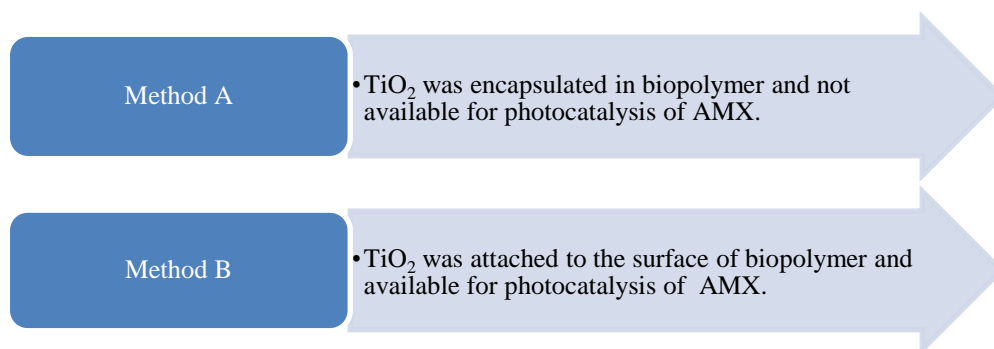 Method A
•TiO₂ was encapsulated in biopolymer and not
available for photocatalysis of AMX.
Method B
•TiO₂ was attached to the surface of biopolymer and
available for photocatalysis of  AMX.